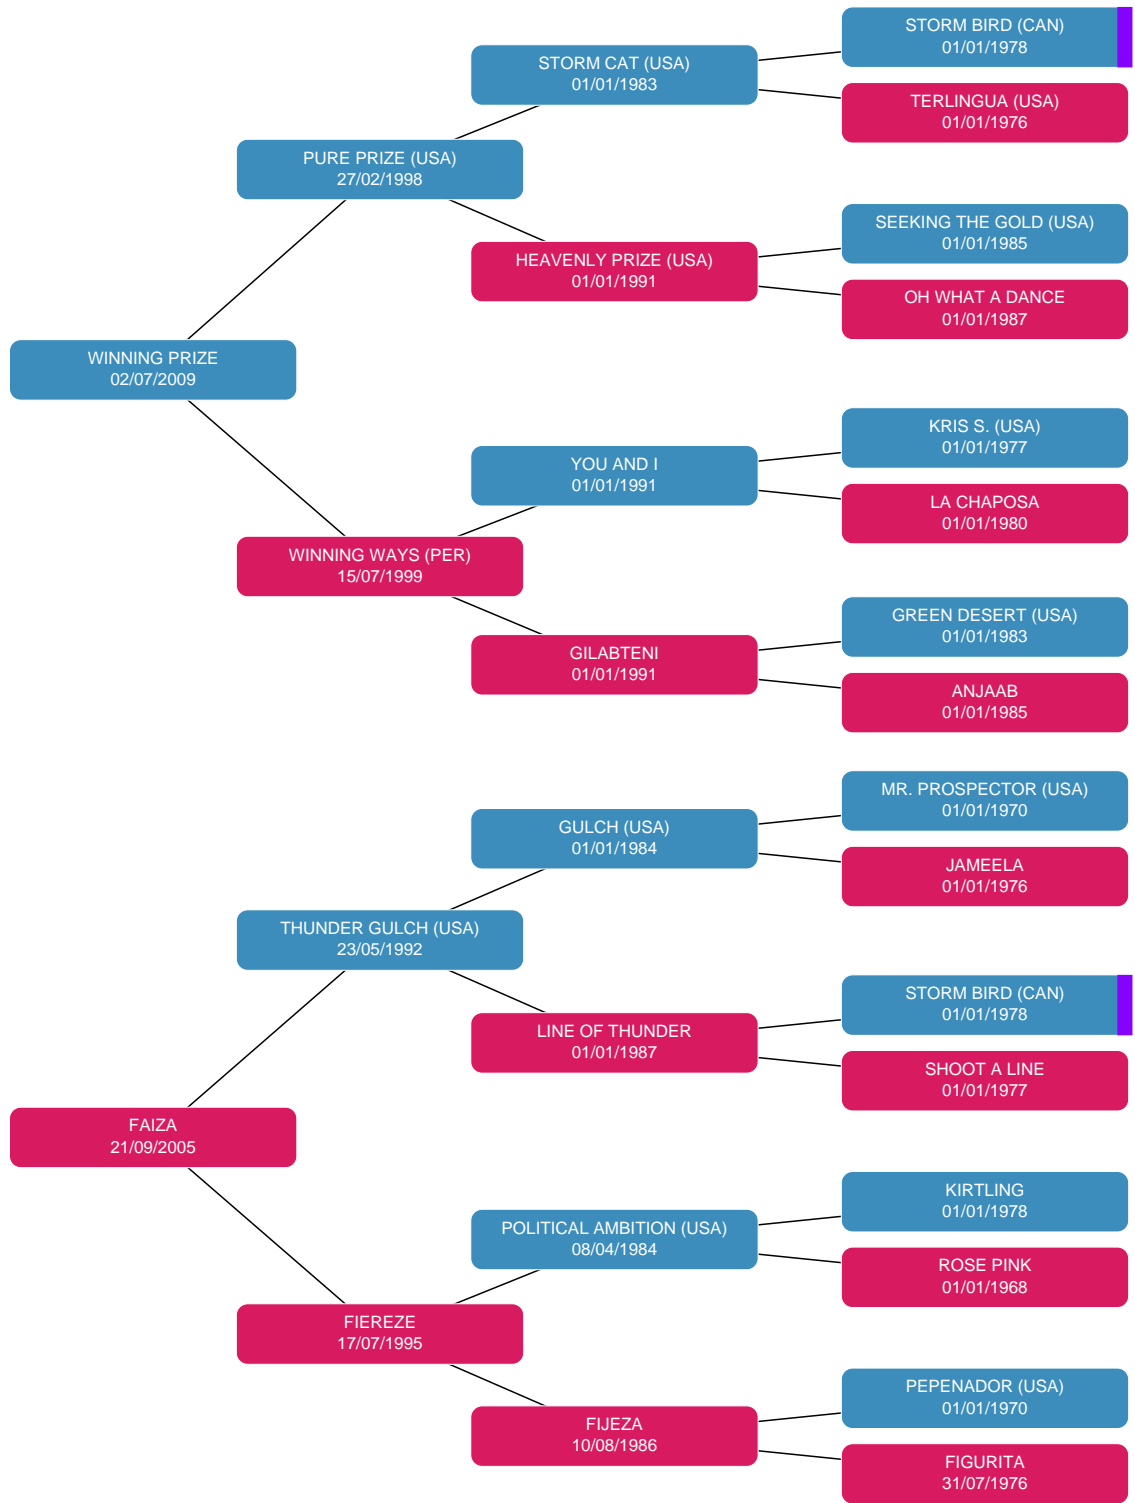 STORM BIRD (CAN)
01/01/1978
STORM CAT (USA)
01/01/1983
TERLINGUA (USA)
01/01/1976
PURE PRIZE (USA)
27/02/1998
SEEKING THE GOLD (USA)
01/01/1985
HEAVENLY PRIZE (USA)
01/01/1991
OH WHAT A DANCE
01/01/1987
WINNING PRIZE
02/07/2009
KRIS S. (USA)
01/01/1977
YOU AND I
01/01/1991
LA CHAPOSA
01/01/1980
WINNING WAYS (PER)
15/07/1999
GREEN DESERT (USA)
01/01/1983
GILABTENI
01/01/1991
ANJAAB
01/01/1985
MR. PROSPECTOR (USA)
01/01/1970
GULCH (USA)
01/01/1984
JAMEELA
01/01/1976
THUNDER GULCH (USA)
23/05/1992
STORM BIRD (CAN)
01/01/1978
LINE OF THUNDER
01/01/1987
SHOOT A LINE
01/01/1977
FAIZA
21/09/2005
KIRTLING
01/01/1978
POLITICAL AMBITION (USA)
08/04/1984
ROSE PINK
01/01/1968
FIEREZE
17/07/1995
PEPENADOR (USA)
01/01/1970
FIJEZA
10/08/1986
FIGURITA
31/07/1976